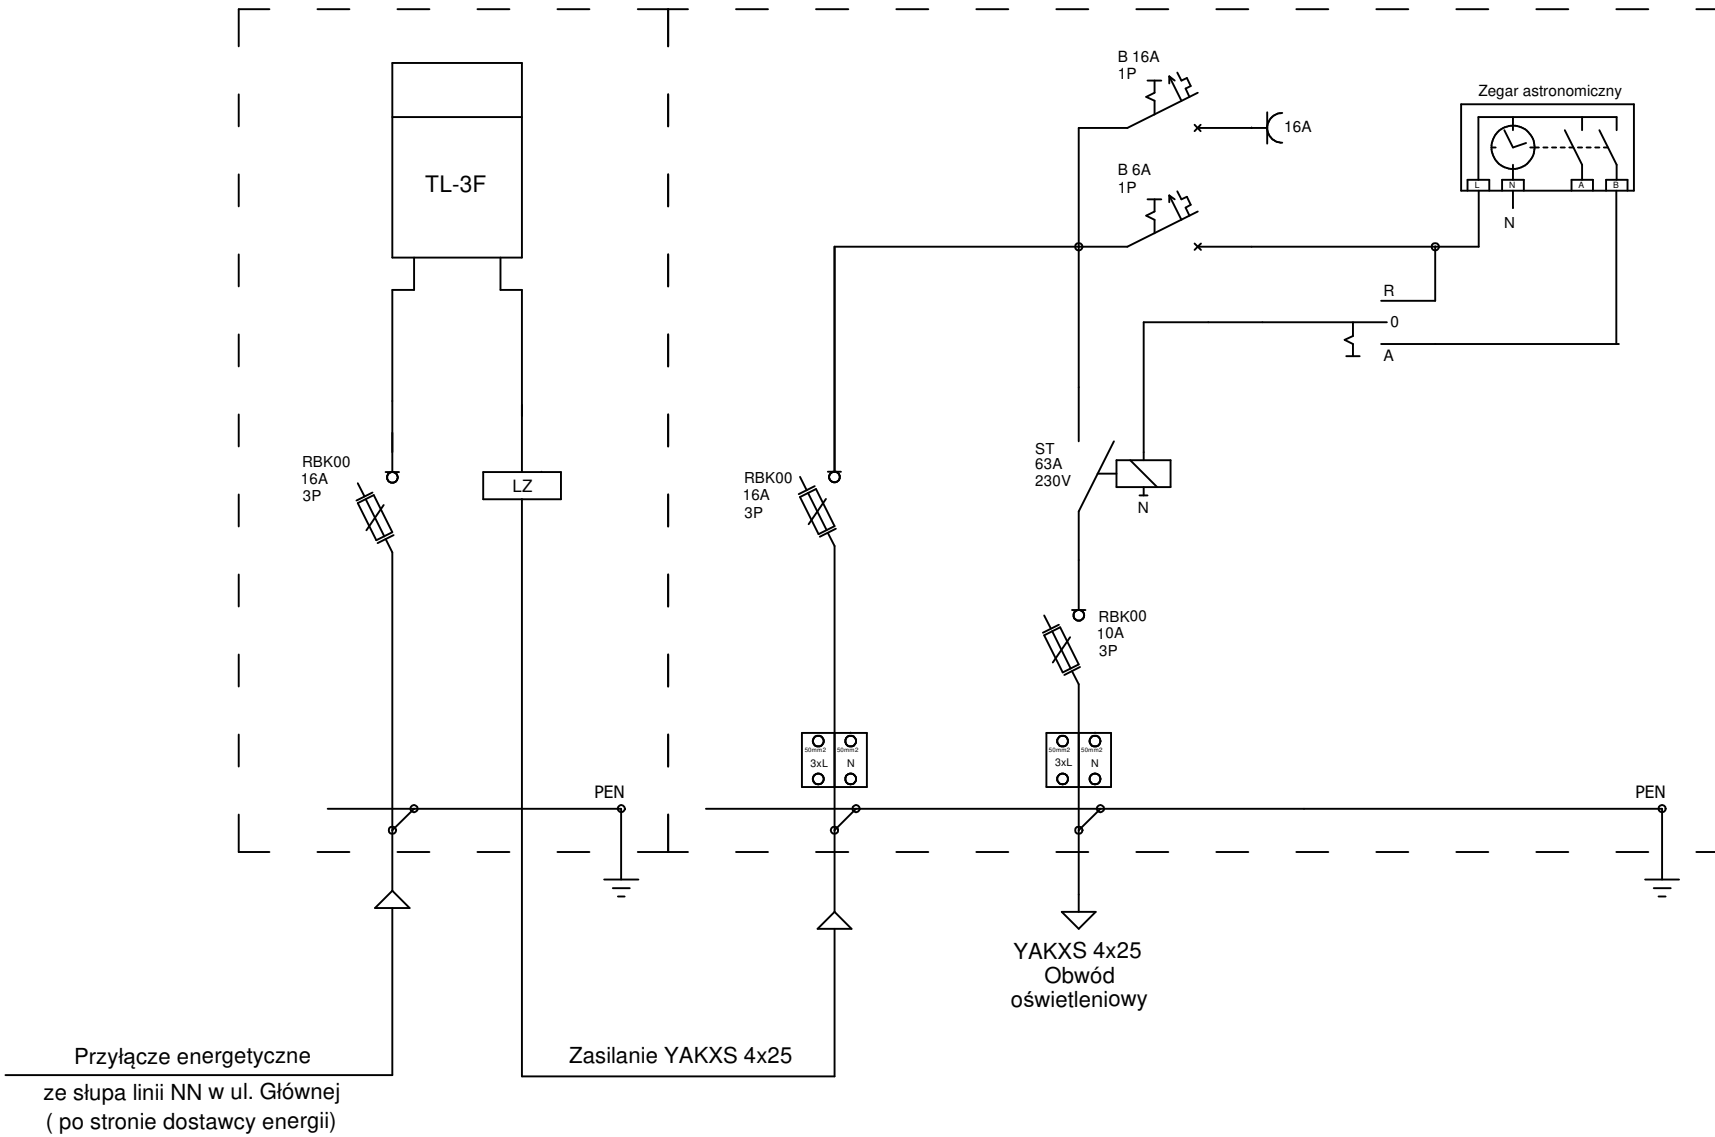 TL-3F
RBK00
16A
3P
LZ
PEN
Przyłącze energetyczne
ze słupa linii NN w ul. Głównej
( po stronie dostawcy energii)
Zasilanie YAKXS 4x25
RBK00
16A
3P
50mm2 50mm2
3xL N
B 16A
1P
16A
B 6A
1P
Zegar astronomiczny
L N A B
N
R
0
A
ST
63A
230V
N
RBK00
10A
3P
50mm2 50mm2
3xL N
PEN
YAKXS 4x25
Obwód
oświetleniowy